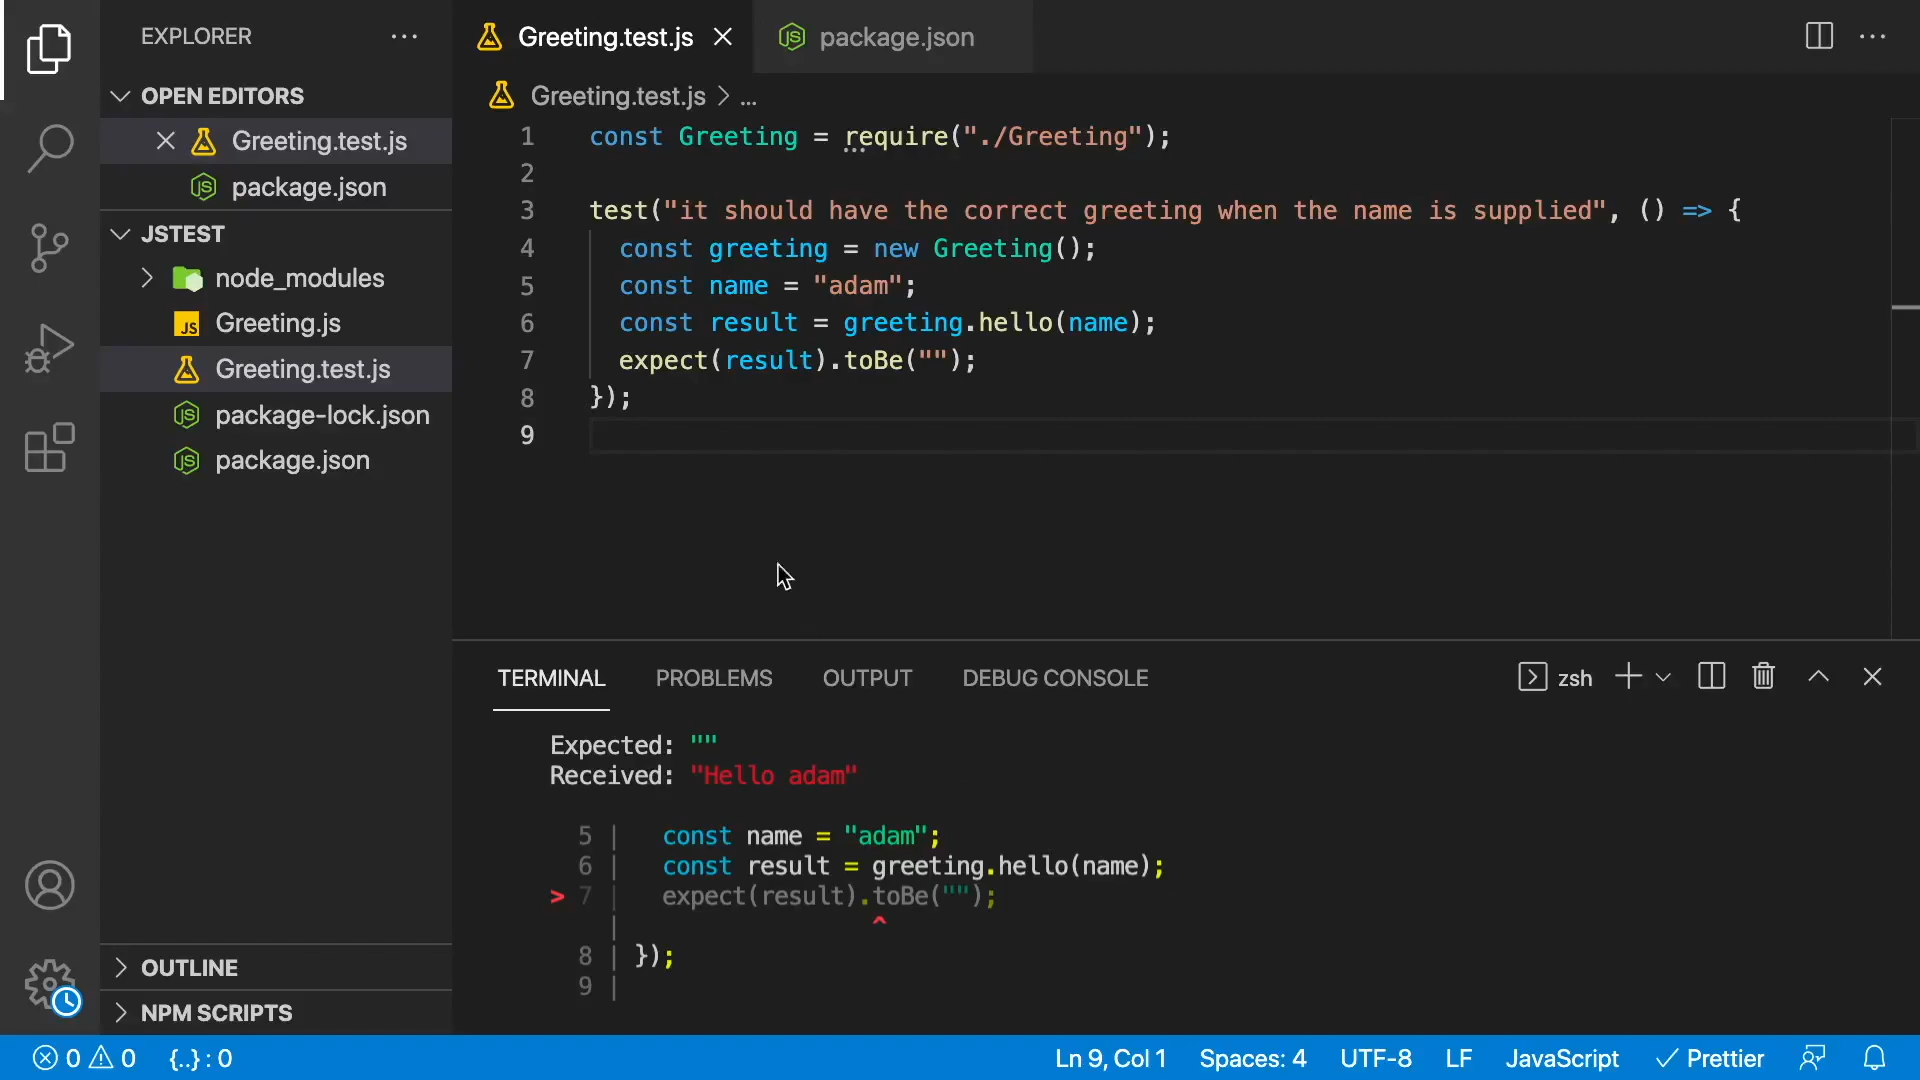 EXPLORER
OPEN EDITORS
Greeting.test.js
package.json
JSTEST
node_modules
JS Greeting.js
Greeting.test.js
package-lock.json
package.json
OUTLINE
NPM SCRIPTS
Greeting.test.js
package.json
Greeting.test.js > ...
1 const Greeting = require("./Greeting");
2
3 test("it should have the correct greeting when the name is supplied", () => {
4 const greeting = new Greeting();
5 const name = "adam";
6 const result = greeting.hello(name);
7 expect(result).toBe("");
8 });
9
TERMINAL PROBLEMS OUTPUT DEBUG CONSOLE zsh
Expected: ""
Received: "Hello adam"
5 | const name = "adam";
6 | const result = greeting.hello(name);
> 7 | expect(result).toBe("");
| ^
8 | });
9 |
0 0 {..} : 0 Ln 9, Col 1 Spaces: 4 UTF-8 LF JavaScript Prettier